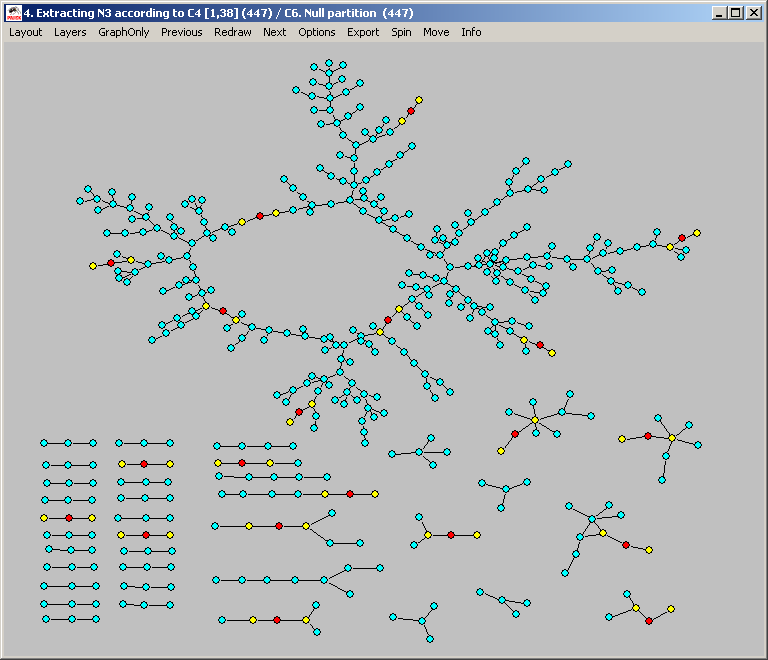 4. Extracting N3 according to C4 [1,38] (447) / C6. Null partition (447)
Layout Layers GraphOnly Previous Redraw Next Options Export Spin Move Info